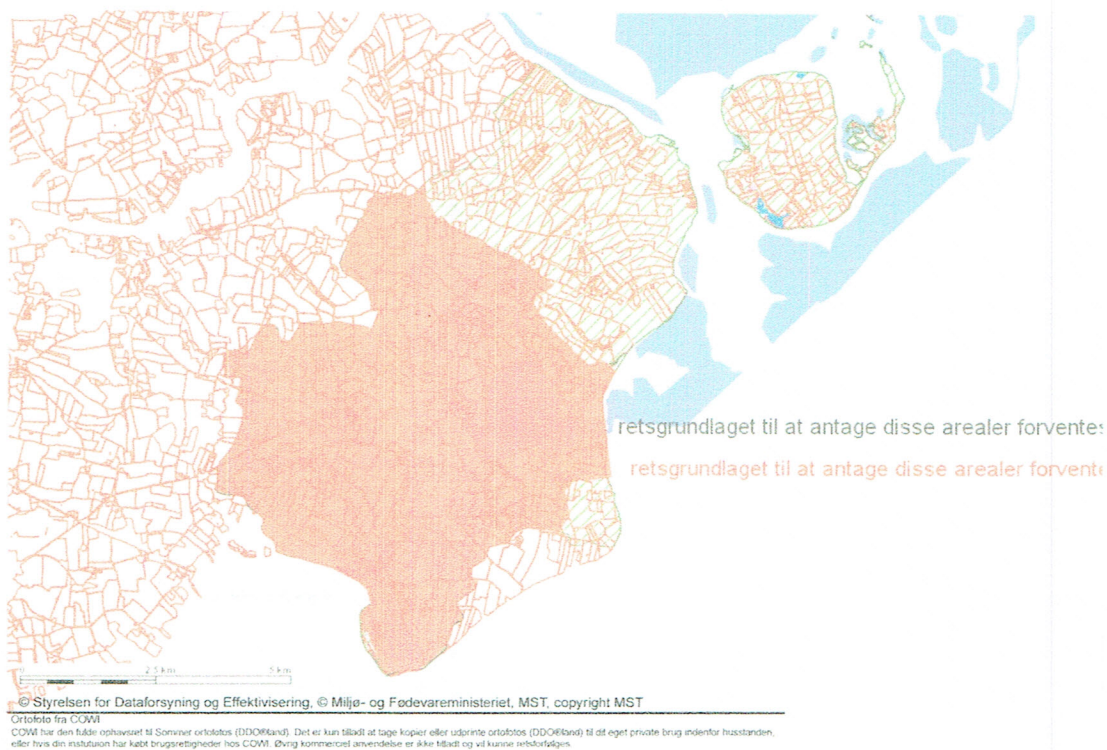 retsgrundlaget til at antage disse arealer forventes
retsgrundlaget til at antage disse arealer forvente
0 2.5 km 5 km
© Styrelsen for Dataforsyning og Effektivisering, © Miljø- og Fødevareministeriet, MST, copyright MST
Ortofoto fra COWI
COWI har den fulde ophavsret til Sommer ortofotos (DDO®land). Det er kun tilladt at tage kopier eller udprinte ortofotos (DDO®land) til dit eget private brug indenfor husstanden,
eller hvis din institution har købt brugsrettigheder hos COWI. Øvrig kommerciel anvendelse er ikke tilladt og vil kunne retsforfølges.